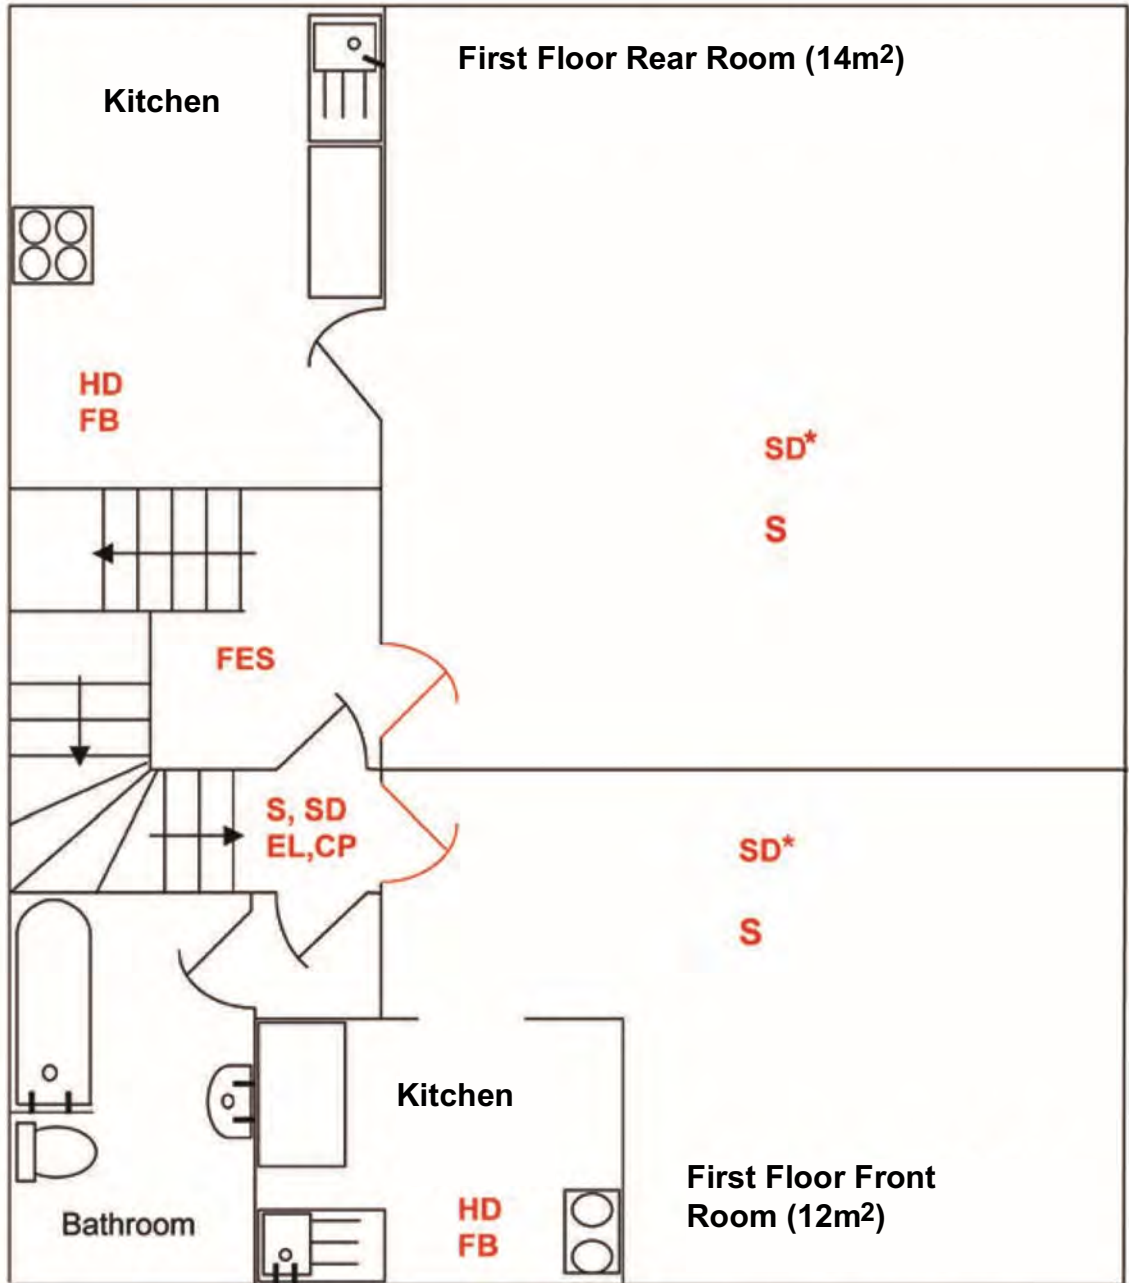 First Floor Rear Room (14m²)
Kitchen
HD
FB
SD*
S
FES
S, SD
EL,CP
SD*
S
Kitchen
First Floor Front
Room (12m²)
HD
FB
Bathroom